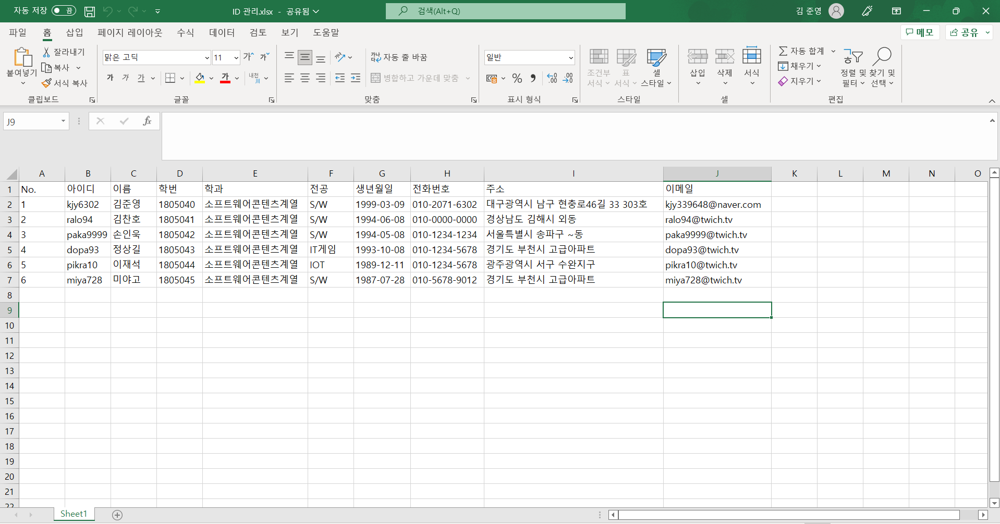 자동 저장 끔 ID 관리.xlsx - 공유됨 검색(Alt+Q) 김 준영
파일 홈 삽입 페이지 레이아웃 수식 데이터 검토 보기 도움말 메모 공유
붙여넣기 잘라내기 복사 서식 복사 클립보드
맑은 고딕 11 가 가 가 가 가 가 내천 川 글꼴
가나다 자동 줄 바꿈 병합하고 가운데 맞춤 맞춤
일반 % , .00 .00 표시 형식
조건부 서식 표 서식 셀 스타일 스타일
삽입 삭제 서식 셀
자동 합계 채우기 지우기 정렬 및 필터 찾기 및 선택 편집
J9 fx
A B C D E F G H I J K L M N O
1 No. 아이디 이름 학번 학과 전공 생년월일 전화번호 주소 이메일
2 1 kjy6302 김준영 1805040 소프트웨어콘텐츠계열 S/W 1999-03-09 010-2071-6302 대구광역시 남구 현충로46길 33 303호 kjy339648@naver.com
3 2 ralo94 김찬호 1805041 소프트웨어콘텐츠계열 S/W 1994-06-08 010-0000-0000 경상남도 김해시 외동 ralo94@twich.tv
4 3 paka9999 손인욱 1805042 소프트웨어콘텐츠계열 S/W 1994-05-08 010-1234-1234 서울특별시 송파구 ~동 paka9999@twich.tv
5 4 dopa93 정상길 1805043 소프트웨어콘텐츠계열 IT게임 1993-10-08 010-1234-5678 경기도 부천시 고급아파트 dopa93@twich.tv
6 5 pikra10 이재석 1805044 소프트웨어콘텐츠계열 IOT 1989-12-11 010-1234-5678 광주광역시 서구 수완지구 pikra10@twich.tv
7 6 miya728 미야고 1805045 소프트웨어콘텐츠계열 S/W 1987-07-28 010-5678-9012 경기도 부천시 고급아파트 miya728@twich.tv
8
9
10
11
12
13
14
15
16
17
18
19
20
21
22
Sheet1